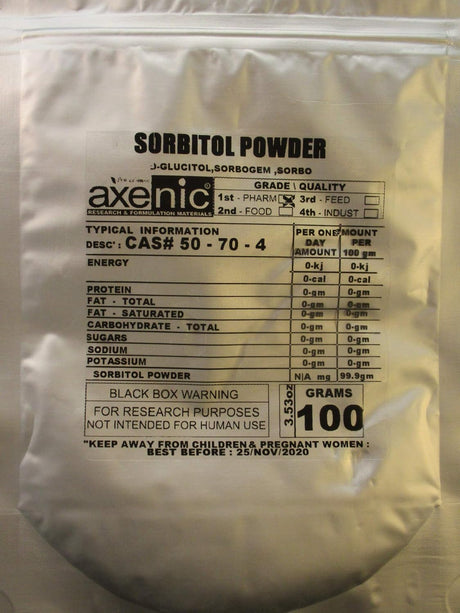 SORBITOL POWDER
D-GLUCITOL,SORBOGEM ,SORBO
axenic®
RESEARCH & FORMULATION MATERIALS
GRADE \ QUALITY
1st - PHARM 3rd - FEED
2nd - FOOD 4th - INDUST
TYPICAL INFORMATION
DESC': CAS# 50 - 70 - 4
PER ONE DAY AMOUNT
MOUNT PER 100 gm
ENERGY 0-kj 0-kj
0-cal 0-cal
PROTEIN 0-gm 0-gm
FAT - TOTAL 0-gm 0-gm
FAT - SATURATED 0-gm 0-gm
CARBOHYDRATE - TOTAL 0-gm 0-gm
SUGARS 0-gm 0-gm
SODIUM 0-gm 0-gm
POTASSIUM 0-gm 0-gm
SORBITOL POWDER N|A mg 99.9gm
BLACK BOX WARNING
FOR RESEARCH PURPOSES
NOT INTENDED FOR HUMAN USE
3.53oz
GRAMS
100
"KEEP AWAY FROM CHILDREN & PREGNANT WOMEN :
BEST BEFORE : 25/NOV/2020